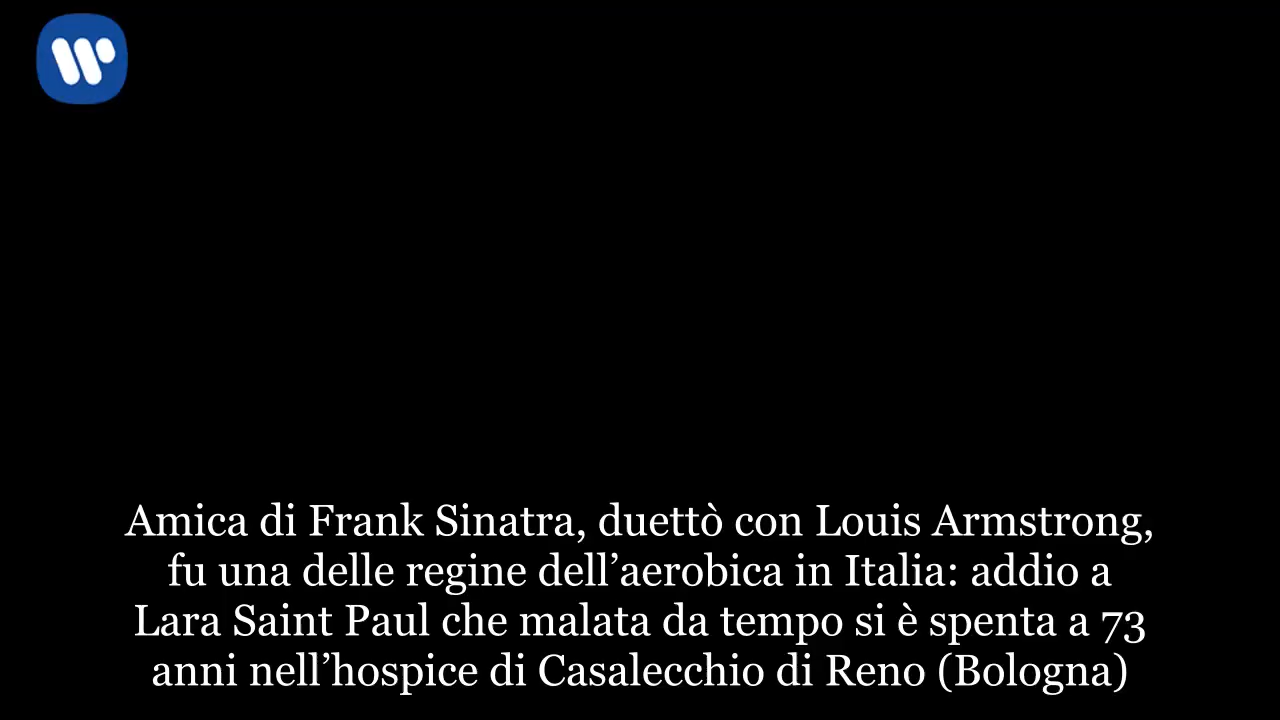 Amica di Frank Sinatra, duettò con Louis Armstrong,
fu una delle regine dell’aerobica in Italia: addio a
Lara Saint Paul che malata da tempo si è spenta a 73
anni nell’hospice di Casalecchio di Reno (Bologna)